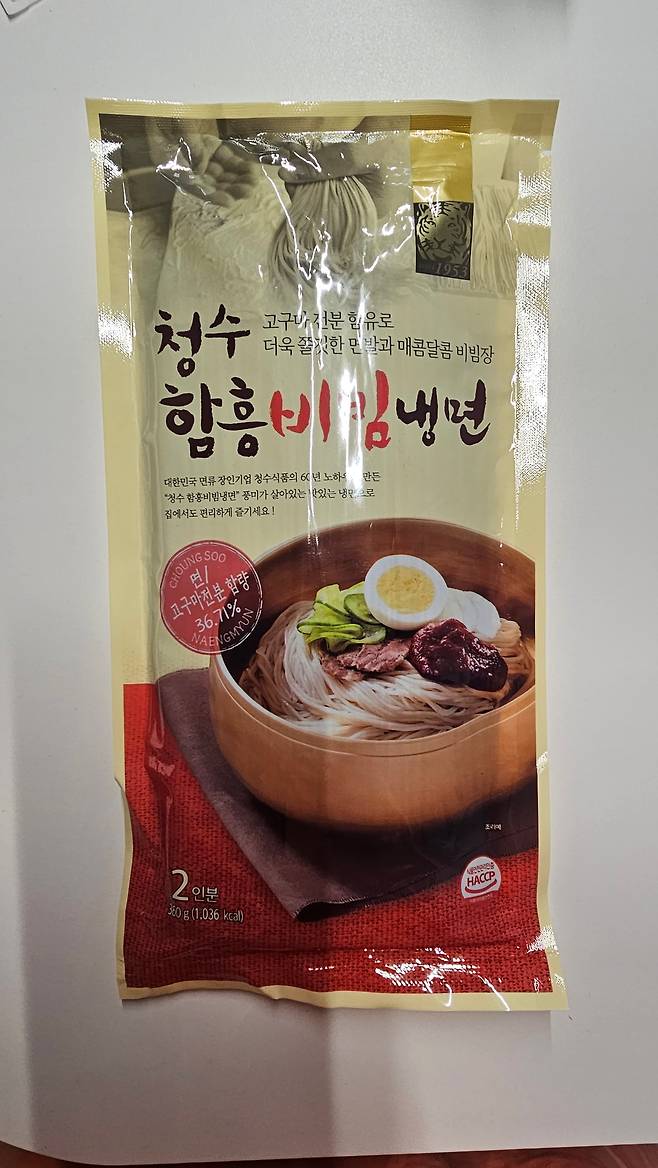 1953
청수
고구마 전분 함유로
더욱 쫄깃한 면발과 매콤달콤 비빔장
함흥비빔냉면
대한민국 면류 장인기업 청수식품의 60년 노하우 만든
"청수 함흥비빔냉면" 풍미가 살아있는 맛있는 냉면으로
집에서도 편리하게 즐기세요!
CHOUNG SOO
면/
고구마전분 함량
36.71%
NAENGMYUN
조리예
HACCP
2인분
360 g (1,036 kcal)